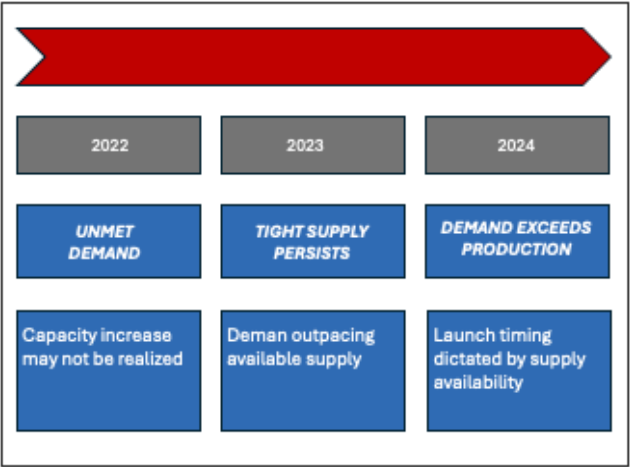 2022
2023
2024
UNMET
DEMAND
TIGHT SUPPLY
PERSISTS
DEMAND EXCEEDS
PRODUCTION
Capacity increase
may not be realized
Deman outpacing
available supply
Launch timing
dictated by supply
availability